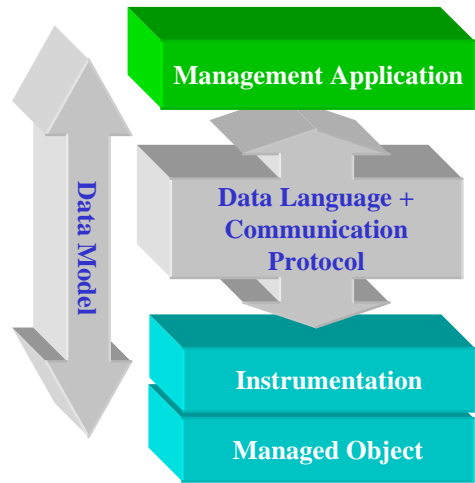 Management Application
Data Model
Data Language +
Communication
Protocol
Instrumentation
Managed Object